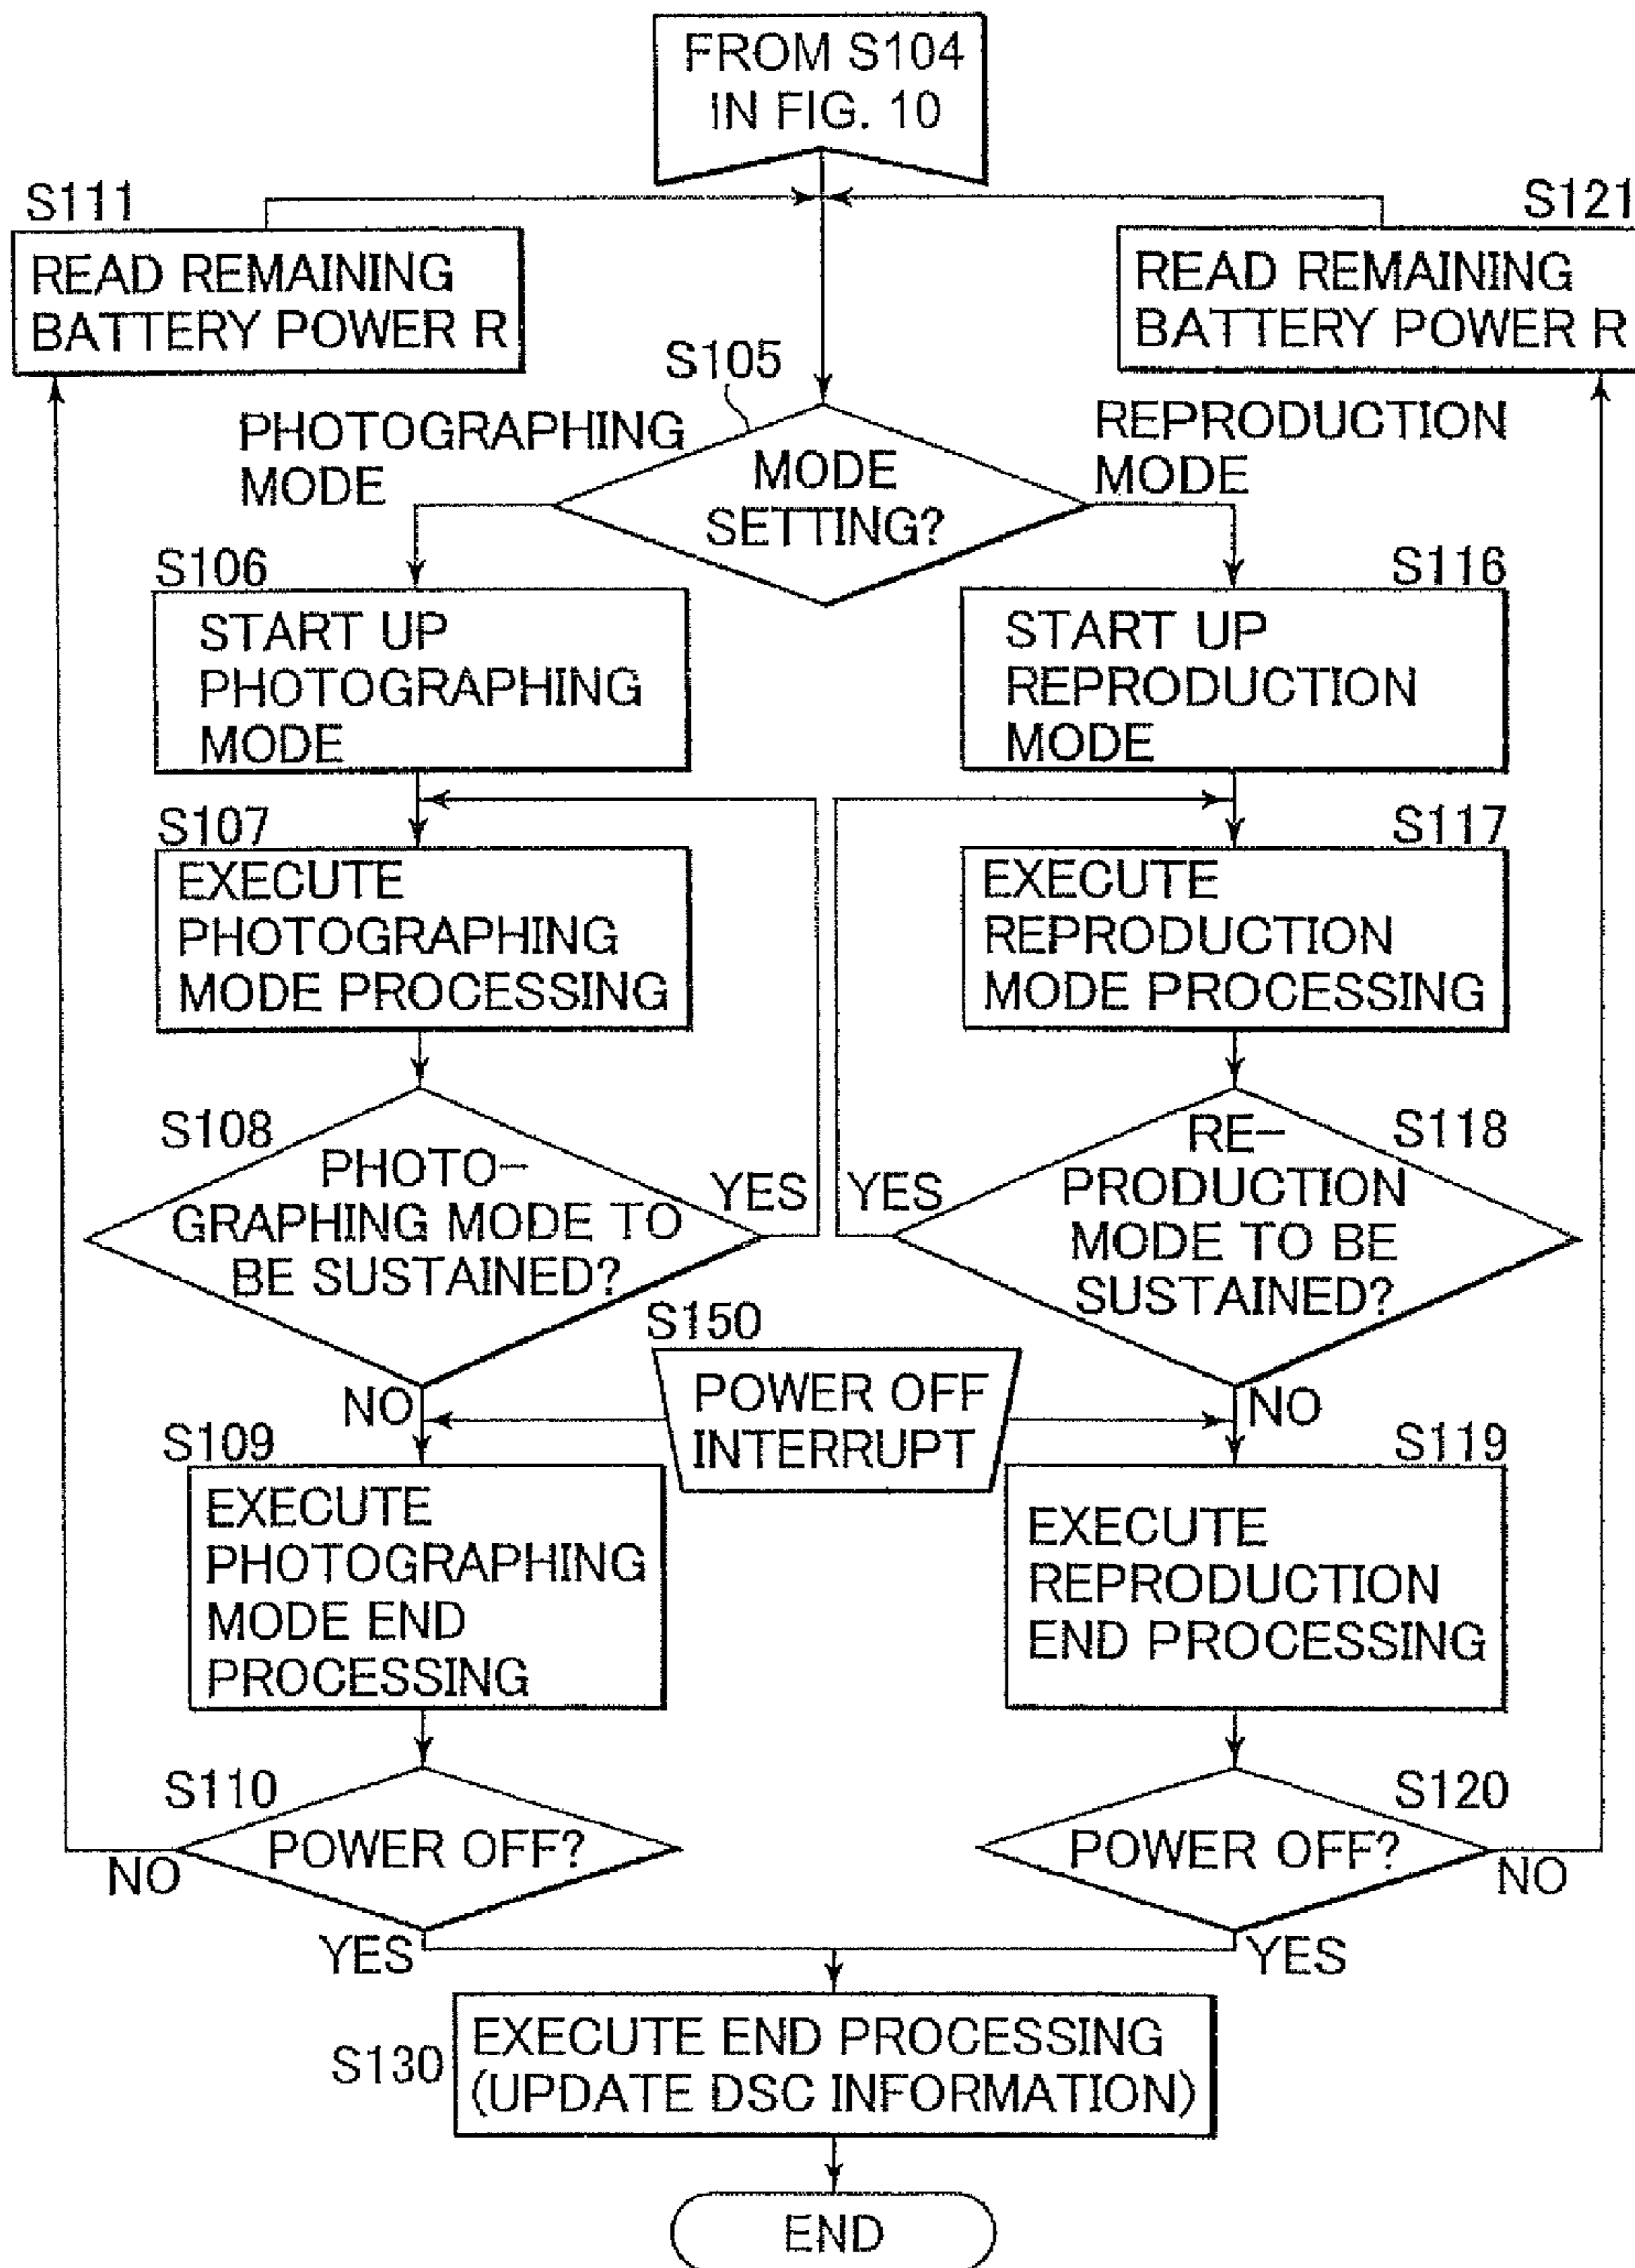 FROM S104
IN FIG. 10
S111
READ REMAINING
BATTERY POWER R
S121
READ REMAINING
BATTERY POWER R
S105
PHOTOGRAPHING
MODE
MODE
SETTING?
REPRODUCTION
MODE
S106
START UP
PHOTOGRAPHING
MODE
S116
START UP
REPRODUCTION
MODE
S107
EXECUTE
PHOTOGRAPHING
MODE PROCESSING
S117
EXECUTE
REPRODUCTION
MODE PROCESSING
S108
PHOTO-
GRAPHING MODE TO
BE SUSTAINED?
YES
YES
RE-
PRODUCTION
MODE TO BE
SUSTAINED?
S118
S150
POWER OFF
INTERRUPT
NO
NO
S109
EXECUTE
PHOTOGRAPHING
MODE END
PROCESSING
S119
EXECUTE
REPRODUCTION
END PROCESSING
S110
POWER OFF?
NO
YES
S120
POWER OFF?
NO
YES
S130
EXECUTE END PROCESSING
(UPDATE DSC INFORMATION)
END